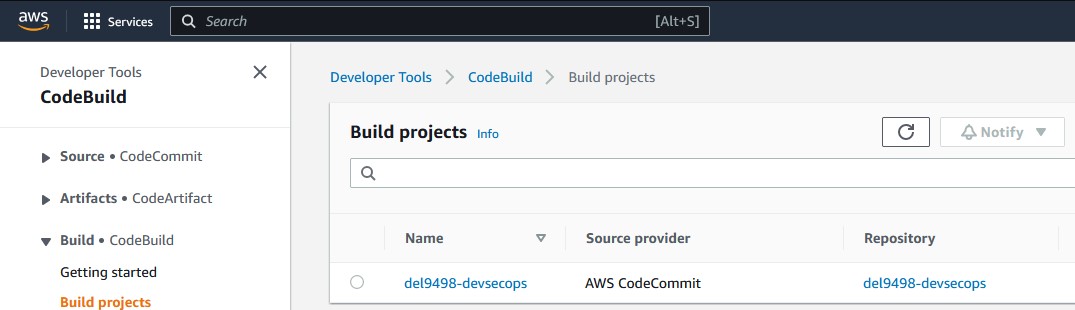 aws
Services
Search
[Alt+S]
Developer Tools
CodeBuild
Source • CodeCommit
Artifacts • CodeArtifact
Build • CodeBuild
Getting started
Build projects
Developer Tools
CodeBuild
Build projects
Build projects Info
Notify
Name
Source provider
Repository
del9498-devsecops
AWS CodeCommit
del9498-devsecops